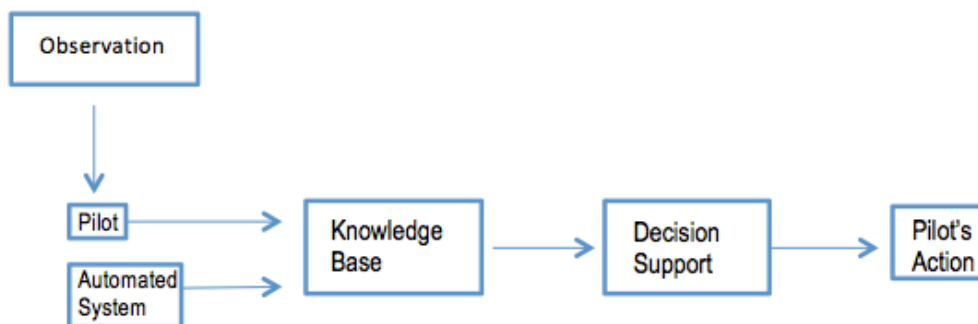 Observation
Pilot
Automated
System
Knowledge
Base
Decision
Support
Pilot's
Action